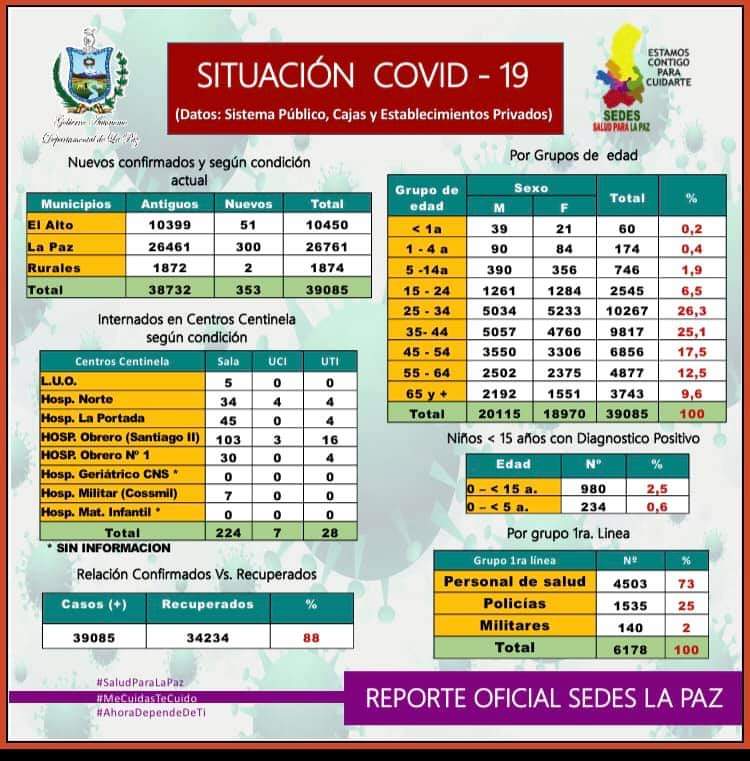 Gobierno Autónomo
Departamental de La Paz
SITUACIÓN COVID - 19
(Datos: Sistema Público, Cajas y Establecimientos Privados)
ESTAMOS
CONTIGO
PARA
CUIDARTE
SEDES
SALUD PARA LA PAZ
Nuevos confirmados y según condición
actual
Municipios Antiguos Nuevos Total
El Alto 10399 51 10450
La Paz 26461 300 26761
Rurales 1872 2 1874
Total 38732 353 39085
Internados en Centros Centinela
según condición
Centros Centinela Sala UCI UTI
L.U.O. 5 0 0
Hosp. Norte 34 4 4
Hosp. La Portada 45 0 4
HOSP. Obrero (Santiago II) 103 3 16
HOSP. Obrero Nº 1 30 0 4
Hosp. Geriátrico CNS * 0 0 0
Hosp. Militar (Cossmil) 7 0 0
Hosp. Mat. Infantil * 0 0 0
Total 224 7 28
* SIN INFORMACION
Relación Confirmados Vs. Recuperados
Casos (+) Recuperados %
39085 34234 88
Por Grupos de edad
Grupo de
edad
Sexo
M F
Total %
< 1a 39 21 60 0,2
1 - 4 a 90 84 174 0,4
5 -14a 390 356 746 1,9
15 - 24 1261 1284 2545 6,5
25 - 34 5034 5233 10267 26,3
35- 44 5057 4760 9817 25,1
45 - 54 3550 3306 6856 17,5
55 - 64 2502 2375 4877 12,5
65 y + 2192 1551 3743 9,6
Total 20115 18970 39085 100
Niños < 15 años con Diagnostico Positivo
Edad Nº %
0 – < 15 a. 980 2,5
0 – < 5 a. 234 0,6
Por grupo 1ra. Linea
Grupo 1ra línea Nº %
Personal de salud 4503 73
Policías 1535 25
Militares 140 2
Total 6178 100
#SaludParaLaPaz
#MeCuidasTeCuido
#AhoraDependeDeTi
REPORTE OFICIAL SEDES LA PAZ